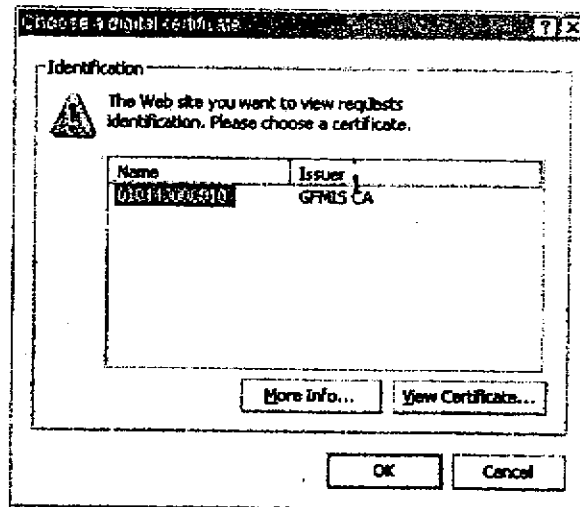 Choose a digital certificate
Identification
The Web site you want to view requests
identification. Please choose a certificate.
Name Issuer
GFMIS CA
More Info... View Certificate...
OK Cancel